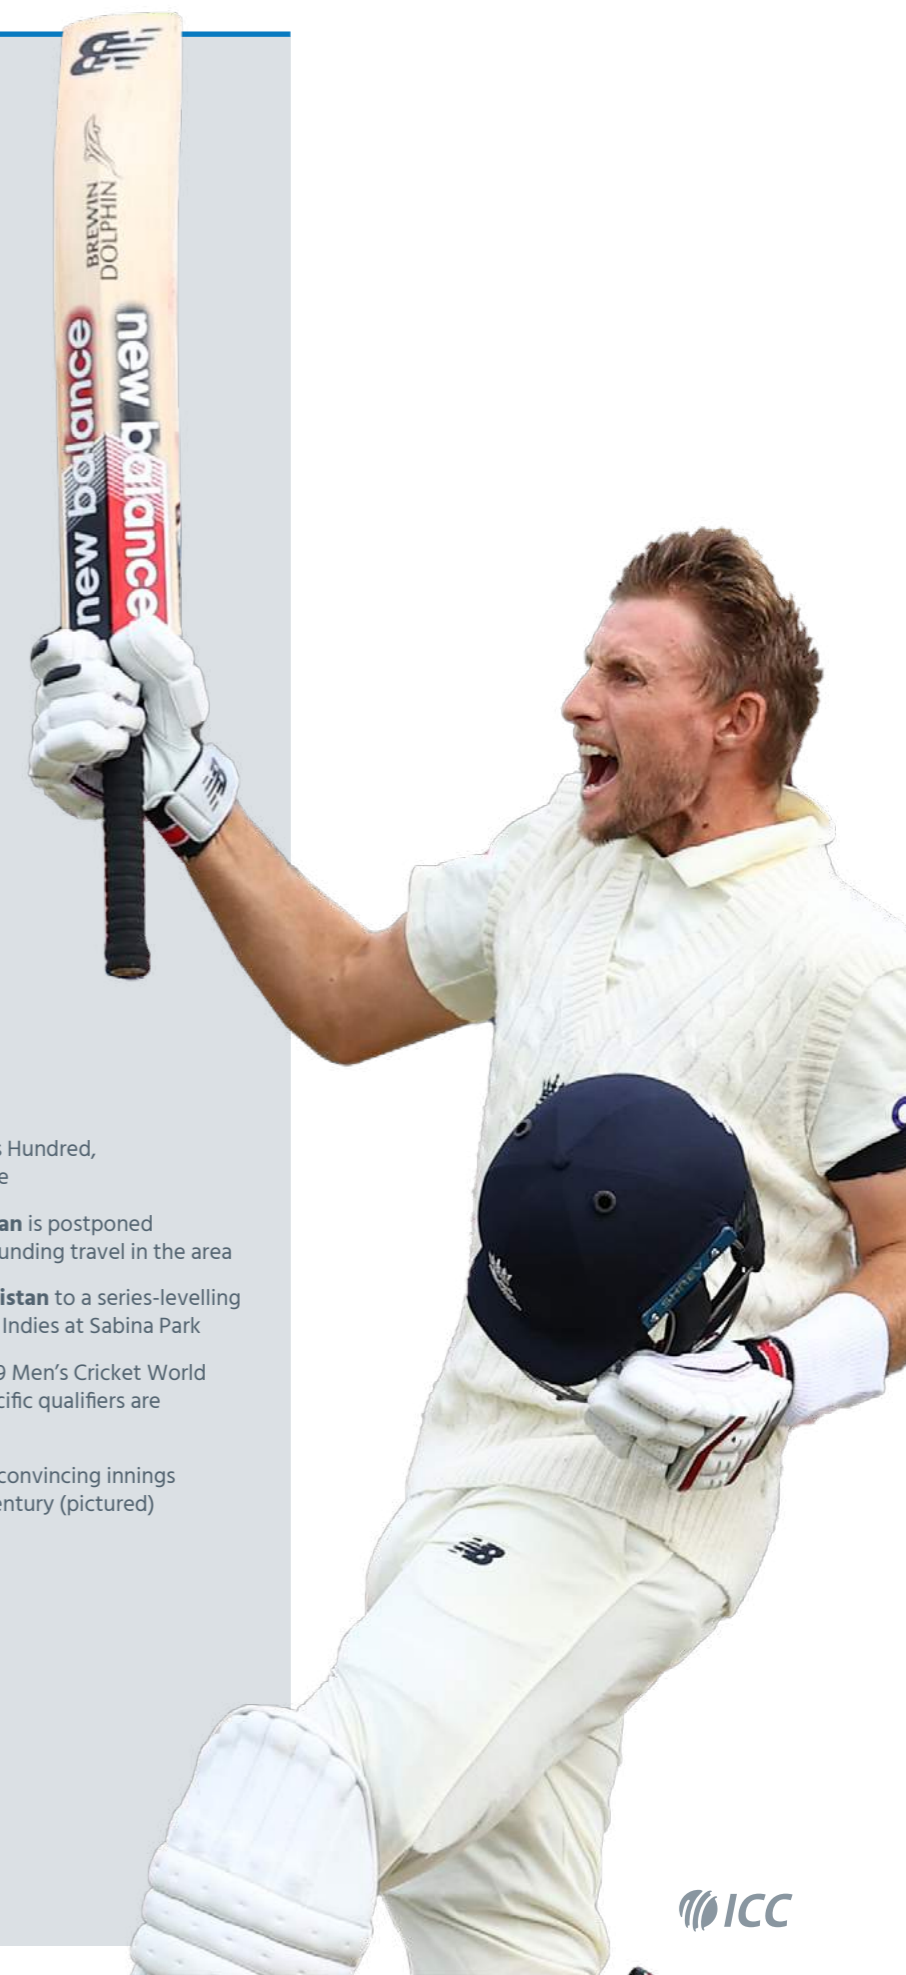 BREWIN
DOLPHIN
new balance
new balance
Hundred,
an is postponed
unding travel in the area
istan to a series-levelling
Indies at Sabina Park
9 Men's Cricket World
cific qualifiers are
convincing innings
entury (pictured)
SHREY
ICC